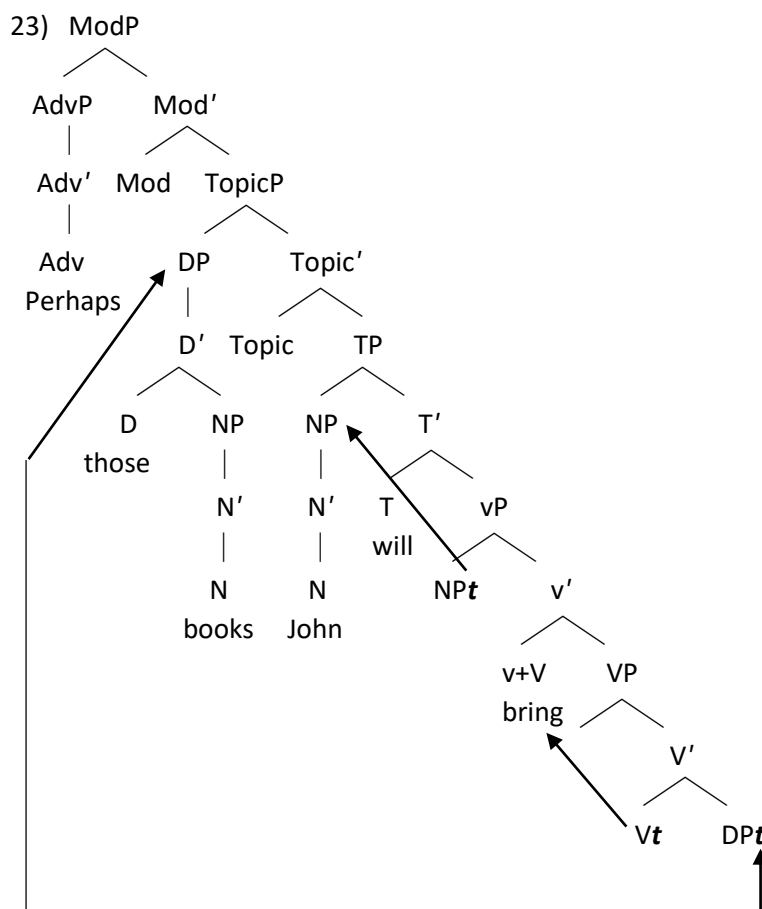 23) ModP
AdvP Mod′
Adv′ Mod TopicP
Adv DP Topic′
Perhaps
D′ Topic TP
D NP NP T′
those
N′ N′ T vP
will
N N NPt v′
books John
v+V VP
bring
V′
Vt DPt